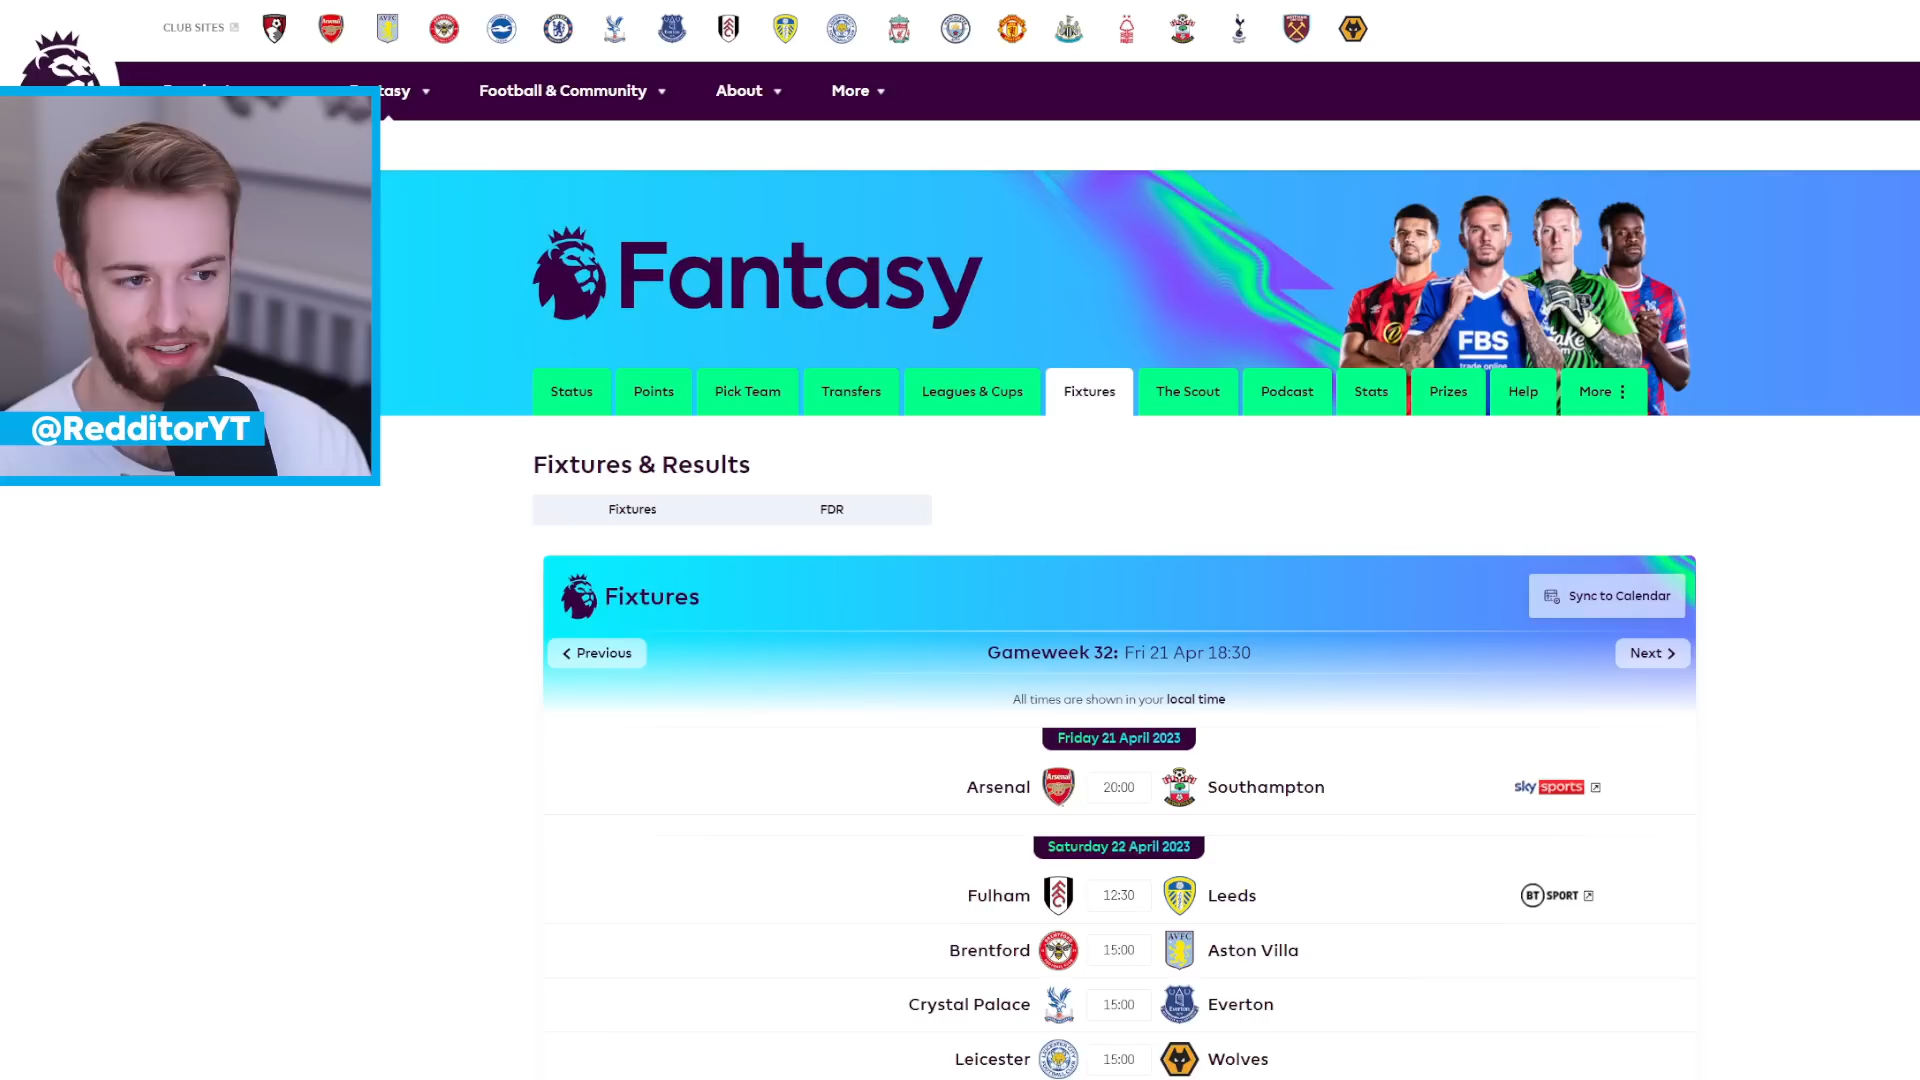 CLUB SITES
Fantasy
Football & Community
About
More
Fantasy
FBS
trade online
Status
Points
Pick Team
Transfers
Leagues & Cups
Fixtures
The Scout
Podcast
Stats
Prizes
Help
More
@RedditorYT
Fixtures & Results
Fixtures
FDR
Fixtures
Sync to Calendar
Previous
Gameweek 32: Fri 21 Apr 18:30
Next
All times are shown in your local time
Friday 21 April 2023
Arsenal 20:00 Southampton
sky sports
Saturday 22 April 2023
Fulham 12:30 Leeds
BT SPORT
Brentford 15:00 Aston Villa
Crystal Palace 15:00 Everton
Leicester 15:00 Wolves